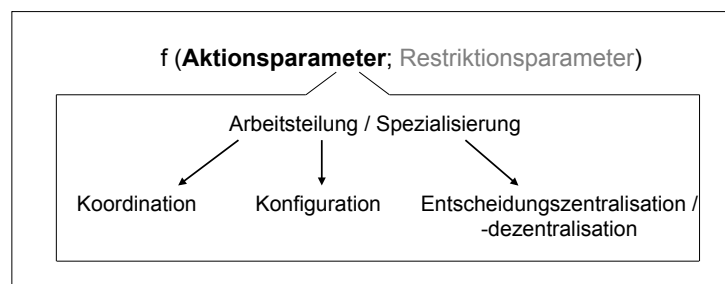 f (Aktionsparameter; Restriktionsparameter)
Arbeitsteilung / Spezialisierung
Koordination
Konfiguration
Entscheidungszentralisation /
-dezentralisation